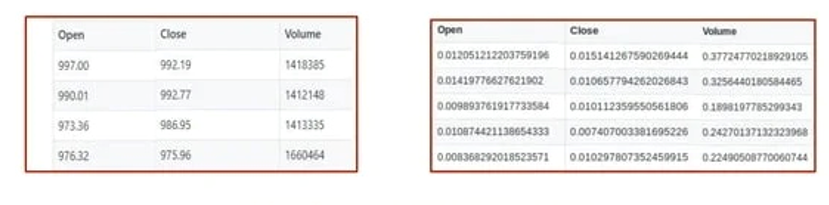 Open Close Volume
997.00 992.19 1418385
990.01 992.77 1412148
973.36 986.95 1413335
976.32 975.96 1660464
Open Close Volume
0.012051212203759196 0.015141267590269444 0.37724770218929105
0.01419776627621902 0.010657794262026843 0.3256440180584465
0.009893761917733584 0.010112359550561806 0.1898197785299343
0.010874421138654333 0.007407003381695226 0.24270137132323968
0.008368292018523571 0.010297807352459915 0.22490508770060744